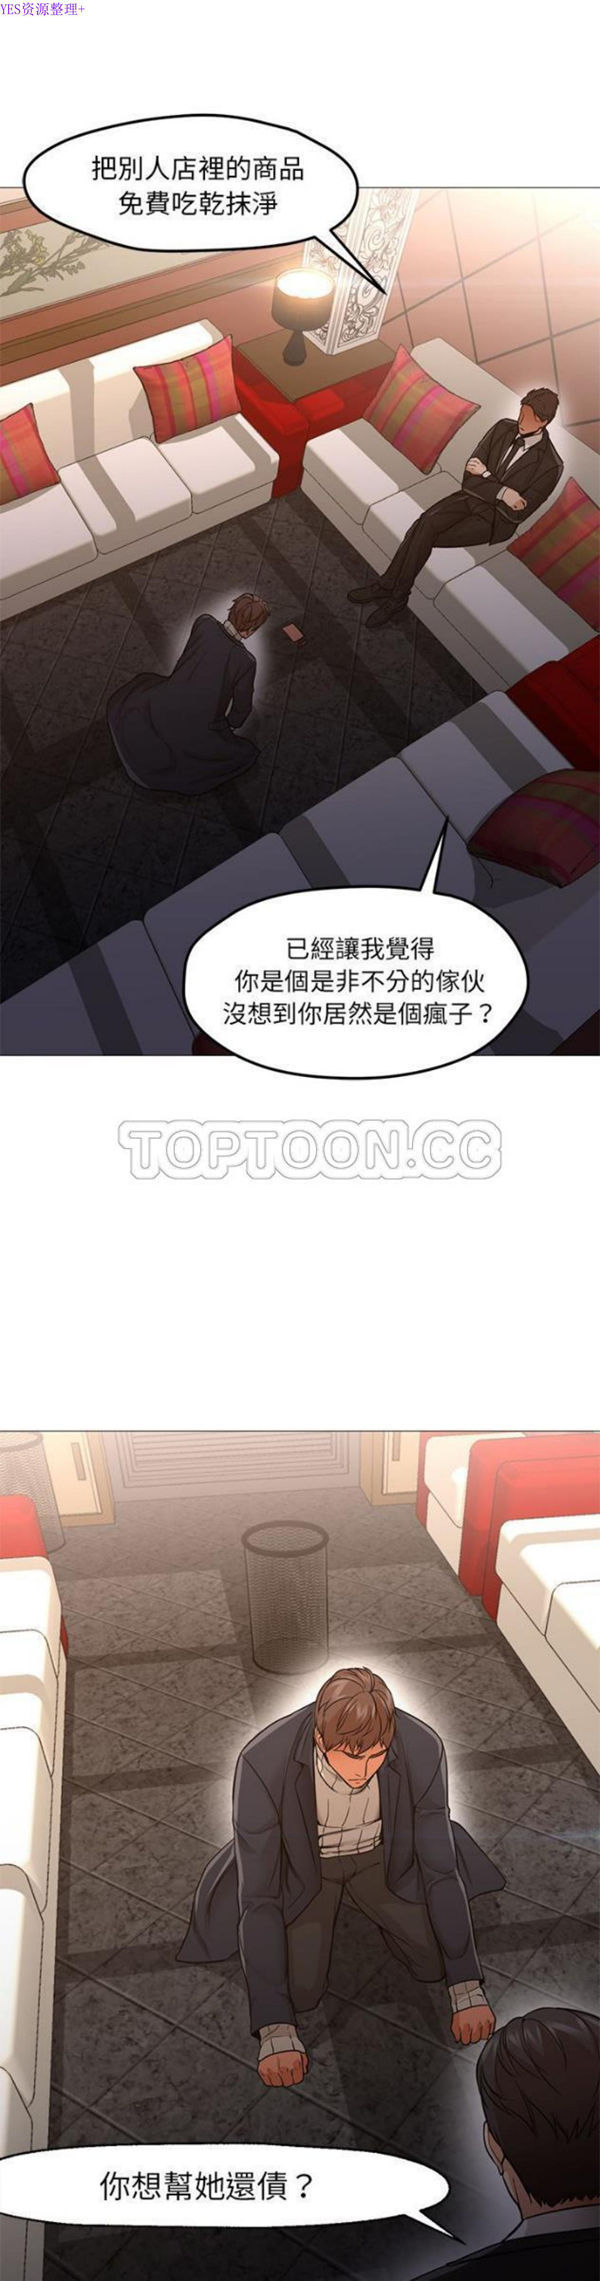 YES资源整理+
把別人店裡的商品
免費吃乾抹淨
已經讓我覺得
你是個是非不分的傢伙
沒想到你居然是個瘋子？
TOPTOON.CC
你想幫她還債？